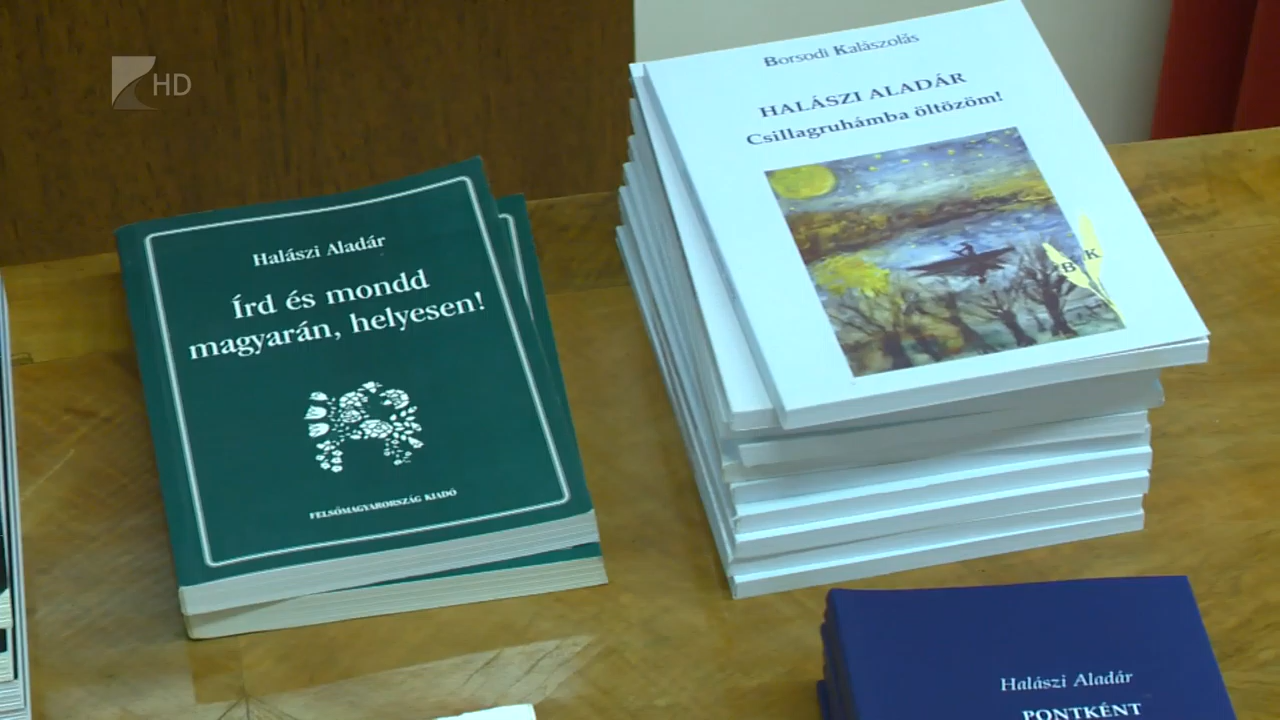 HD
Halászi Aladár
Írd és mondd
magyarán, helyesen!
FELSŐMAGYARORSZÁG KIADÓ
Borsodi Kalászolás
HALÁSZI ALADÁR
Csillagruhámba öltözöm!
B K
Halászi Aladár
PONTKÉNT